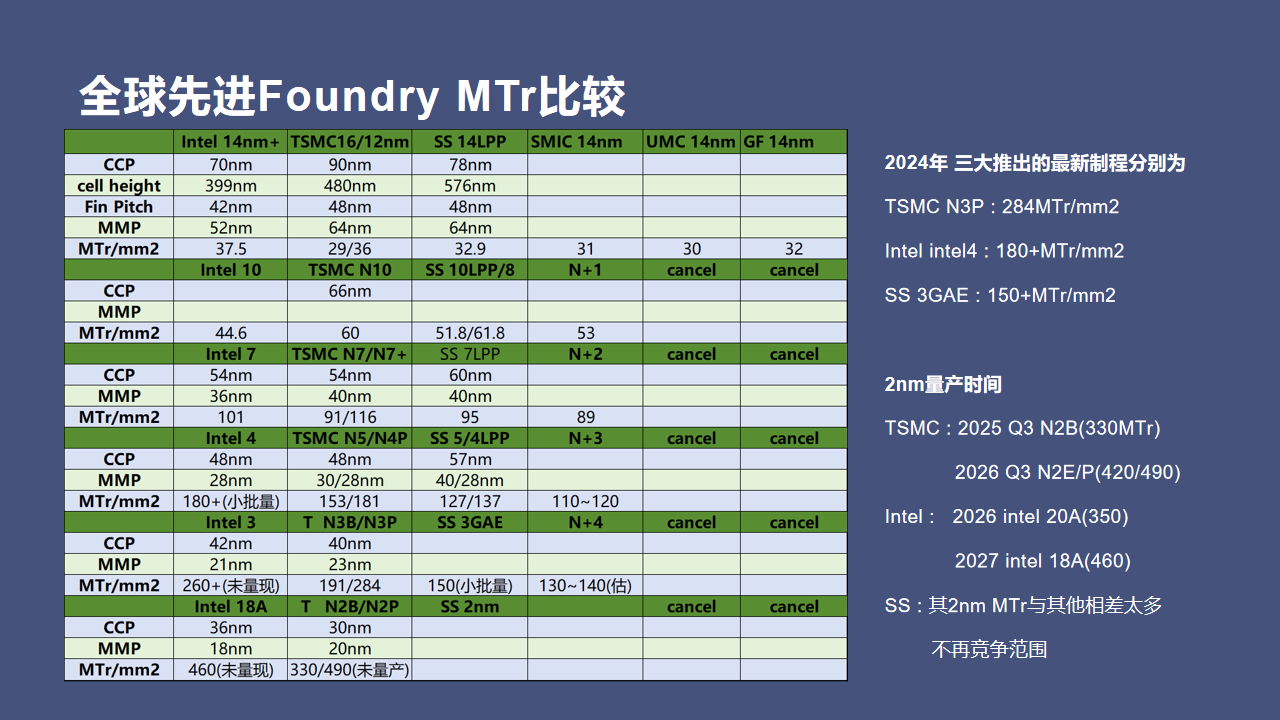 全球先进Foundry MTr比较
Intel 14nm+ TSMC16/12nm SS 14LPP SMIC 14nm UMC 14nm GF 14nm
CCP 70nm 90nm 78nm
cell height 399nm 480nm 576nm
Fin Pitch 42nm 48nm 48nm
MMP 52nm 64nm 64nm
MTr/mm2 37.5 29/36 32.9 31 30 32
Intel 10 TSMC N10 SS 10LPP/8 N+1 cancel cancel
CCP 66nm
MMP
MTr/mm2 44.6 60 51.8/61.8 53
Intel 7 TSMC N7/N7+ SS 7LPP N+2 cancel cancel
CCP 54nm 54nm 60nm
MMP 36nm 40nm 40nm
MTr/mm2 101 91/116 95 89
Intel 4 TSMC N5/N4P SS 5/4LPP N+3 cancel cancel
CCP 48nm 48nm 57nm
MMP 28nm 30/28nm 40/28nm
MTr/mm2 180+(小批量) 153/181 127/137 110~120
Intel 3 T N3B/N3P SS 3GAE N+4 cancel cancel
CCP 42nm 40nm
MMP 21nm 23nm
MTr/mm2 260+(未量现) 191/284 150(小批量) 130~140(估)
Intel 18A T N2B/N2P SS 2nm cancel cancel
CCP 36nm 30nm
MMP 18nm 20nm
MTr/mm2 460(未量现) 330/490(未量产)
2024年 三大推出的最新制程分别为
TSMC N3P : 284MTr/mm2
Intel intel4 : 180+MTr/mm2
SS 3GAE : 150+MTr/mm2
2nm量产时间
TSMC : 2025 Q3 N2B(330MTr)
2026 Q3 N2E/P(420/490)
Intel : 2026 intel 20A(350)
2027 intel 18A(460)
SS : 其2nm MTr与其他相差太多
不再竞争范围